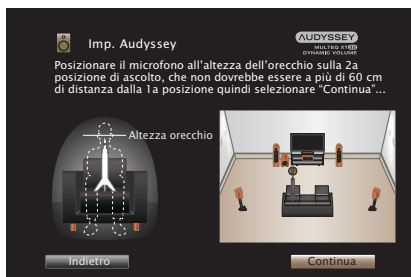 Imp. Audyssey
AUDYSSEY
MULTEQ XT32
DYNAMIC VOLUME
Posizionare il microfono all'altezza dell'orecchio sulla 2a
posizione di ascolto, che non dovrebbe essere a più di 60 cm
di distanza dalla 1a posizione quindi selezionare “Continua”...
Altezza orecchio
Indietro
Continua